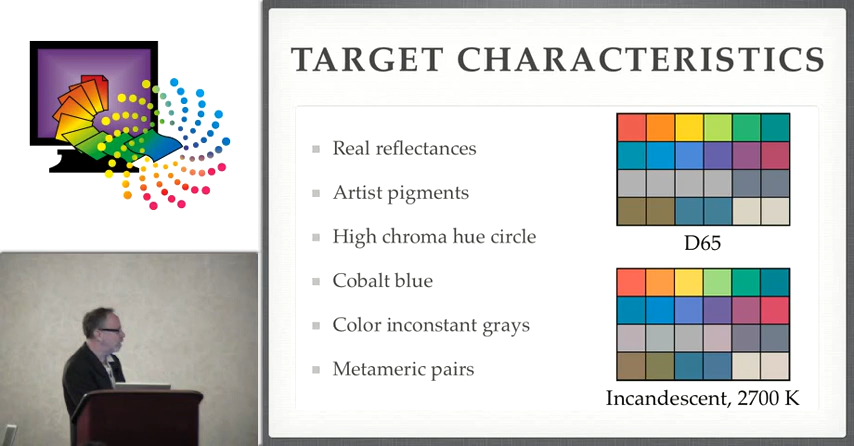 TARGET CHARACTERISTICS
Real reflectances
Artist pigments
High chroma hue circle
Cobalt blue
Color inconstant grays
Metameric pairs
D65
Incandescent, 2700 K